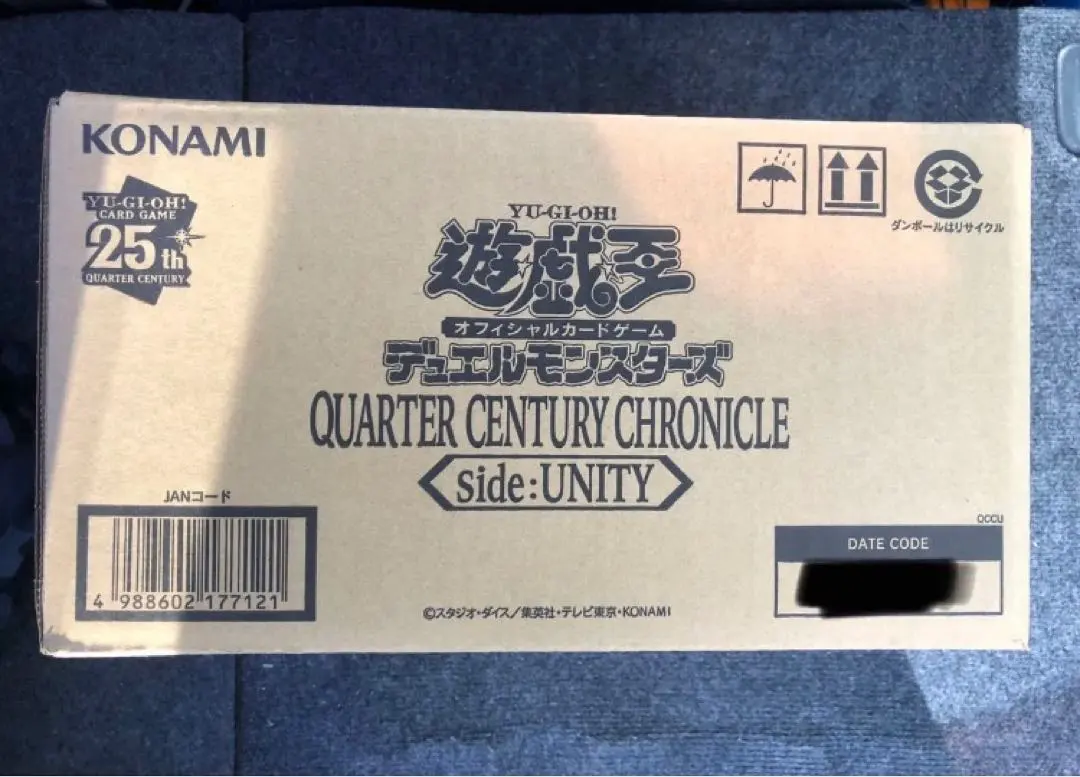 KONAMI
YU-GI-OH!
CARD GAME
25th
QUARTER CENTURY
YU-GI-OH!
遊戯王
オフィシャルカードゲーム
デュエルモンスターズ
QUARTER CENTURY CHRONICLE
side:UNITY
ダンボールはリサイクル
JANコード
4 988602 177121
QCCU
DATE CODE
©スタジオ・ダイス/集英社・テレビ東京・KONAMI